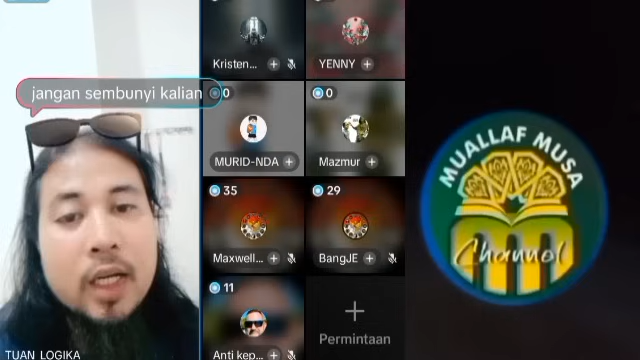 jangan sembunyi kalian
TUAN LOGIKA
Kristen...
YENNY
0
MURID-NDA
0
Mazmur
35
Maxwell...
29
BangJE
11
Anti kep...
Permintaan
MUALLAF MUSA
Channel